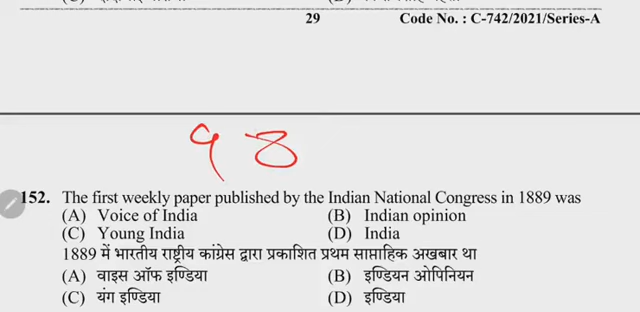 29 Code No. : C-742/2021/Series-A
9 8
152. The first weekly paper published by the Indian National Congress in 1889 was
(A) Voice of India (B) Indian opinion
(C) Young India (D) India
1889 में भारतीय राष्ट्रीय कांग्रेस द्वारा प्रकाशित प्रथम साप्ताहिक अखबार था
(A) वाइस ऑफ इण्डिया (B) इण्डियन ओपिनियन
(C) यंग इण्डिया (D) इण्डिया